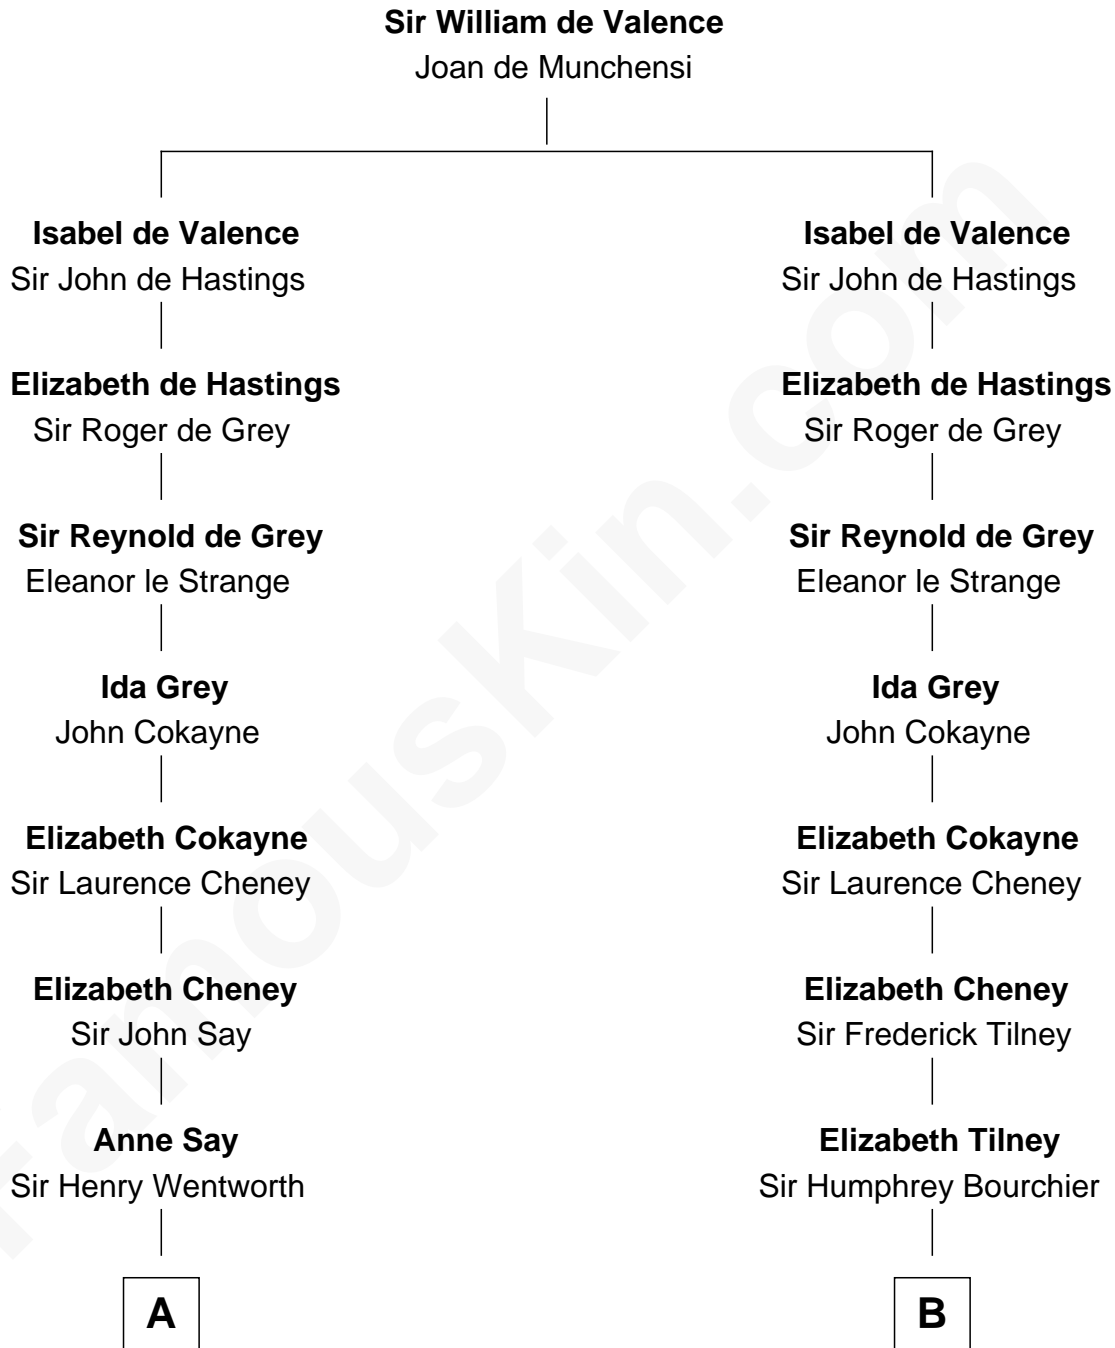 Sir William de Valence
Joan de Munchensi
Isabel de Valence
Sir John de Hastings
Isabel de Valence
Sir John de Hastings
Elizabeth de Hastings
Sir Roger de Grey
Elizabeth de Hastings
Sir Roger de Grey
Sir Reynold de Grey
Eleanor le Strange
Sir Reynold de Grey
Eleanor le Strange
Ida Grey
John Cokayne
Ida Grey
John Cokayne
Elizabeth Cokayne
Sir Laurence Cheney
Elizabeth Cokayne
Sir Laurence Cheney
Elizabeth Cheney
Sir John Say
Elizabeth Cheney
Sir Frederick Tilney
Anne Say
Sir Henry Wentworth
Elizabeth Tilney
Sir Humphrey Bourchier
A
B
FamousKin.com